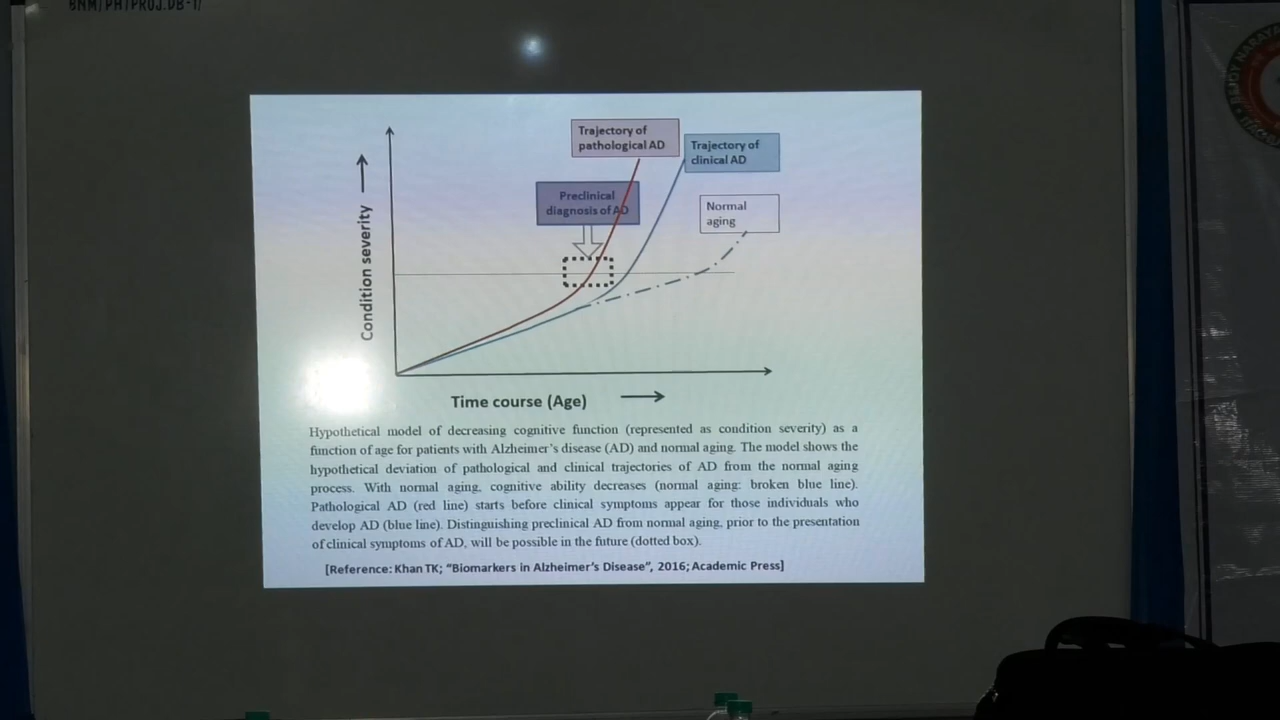 BNM/PHYPROJ.DB-1/
Trajectory of
pathological AD
Trajectory of
clinical AD
Preclinical
diagnosis of AD
Normal
aging
Condition severity
Time course (Age)
Hypothetical model of decreasing cognitive function (represented as condition severity) as a
function of age for patients with Alzheimer's disease (AD) and normal aging. The model shows the
hypothetical deviation of pathological and clinical trajectories of AD from the normal aging
process. With normal aging, cognitive ability decreases (normal aging: broken blue line).
Pathological AD (red line) starts before clinical symptoms appear for those individuals who
develop AD (blue line). Distinguishing preclinical AD from normal aging, prior to the presentation
of clinical symptoms of AD, will be possible in the future (dotted box).
[Reference: Khan TK; "Biomarkers in Alzheimer's Disease", 2016; Academic Press]